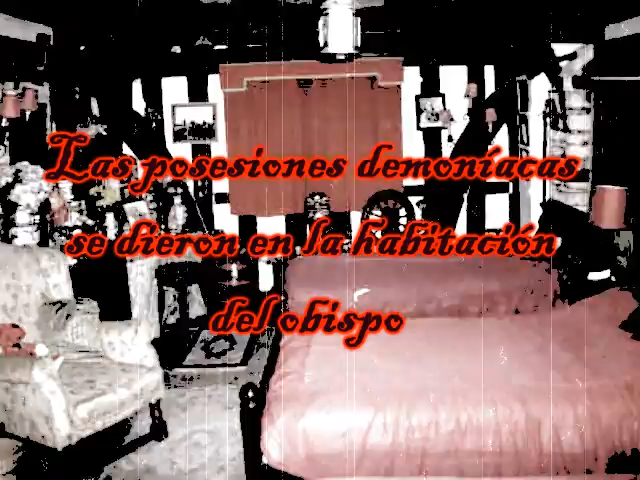 Las posesiones demoníacas
se dieron en la habitación
del obispo